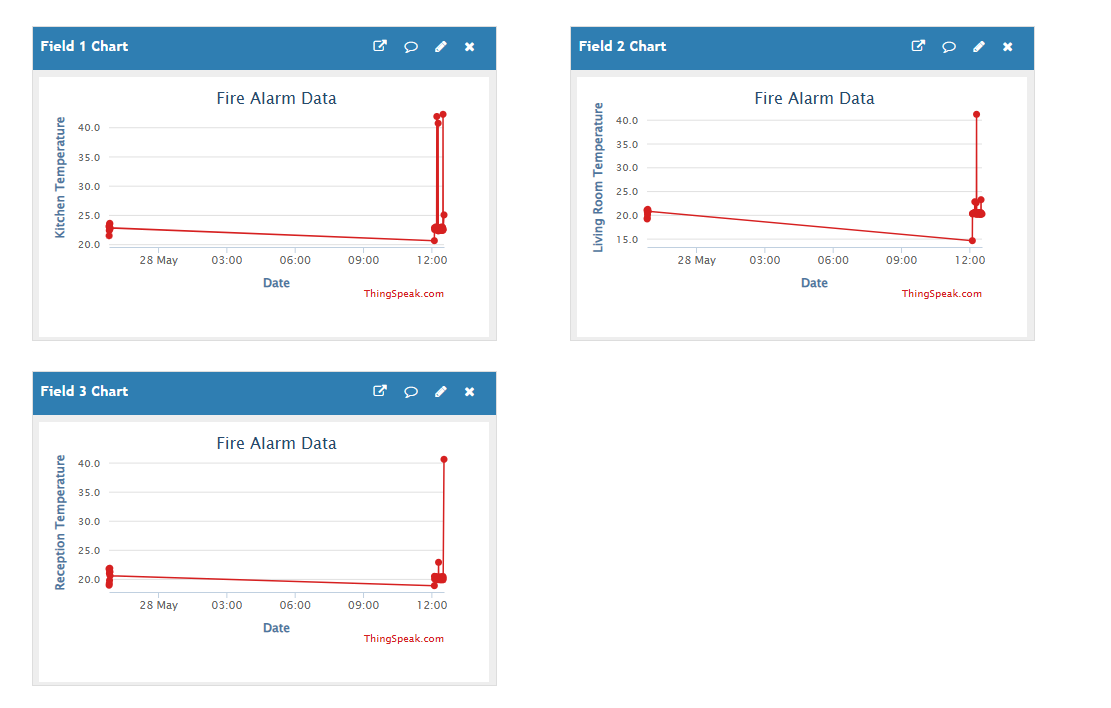 Field 1 Chart
Fire Alarm Data
Kitchen Temperature
40.0
35.0
30.0
25.0
20.0
28 May 03:00 06:00 09:00 12:00
Date
ThingSpeak.com
Field 2 Chart
Fire Alarm Data
Living Room Temperature
40.0
35.0
30.0
25.0
20.0
15.0
28 May 03:00 06:00 09:00 12:00
Date
ThingSpeak.com
Field 3 Chart
Fire Alarm Data
Reception Temperature
40.0
35.0
30.0
25.0
20.0
28 May 03:00 06:00 09:00 12:00
Date
ThingSpeak.com